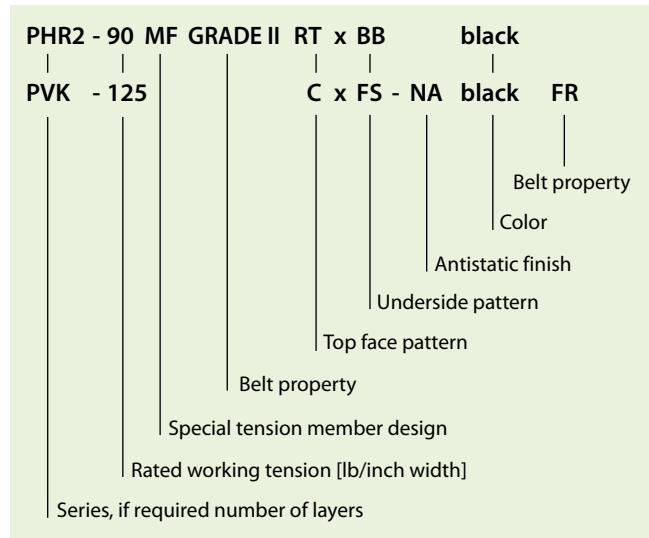 PHR2 - 90 MF GRADE II RT x BB black
PVK - 125 C x FS - NA black FR
Belt property
Color
Antistatic finish
Underside pattern
Top face pattern
Belt property
Special tension member design
Rated working tension [lb/inch width]
Series, if required number of layers